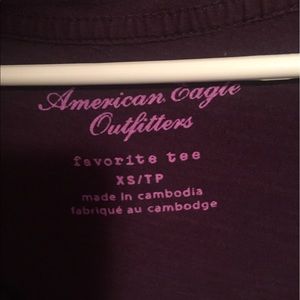 American Eagle
Outfitters
favorite tee
XS/TP
made in cambodia
fabriqué au cambodge